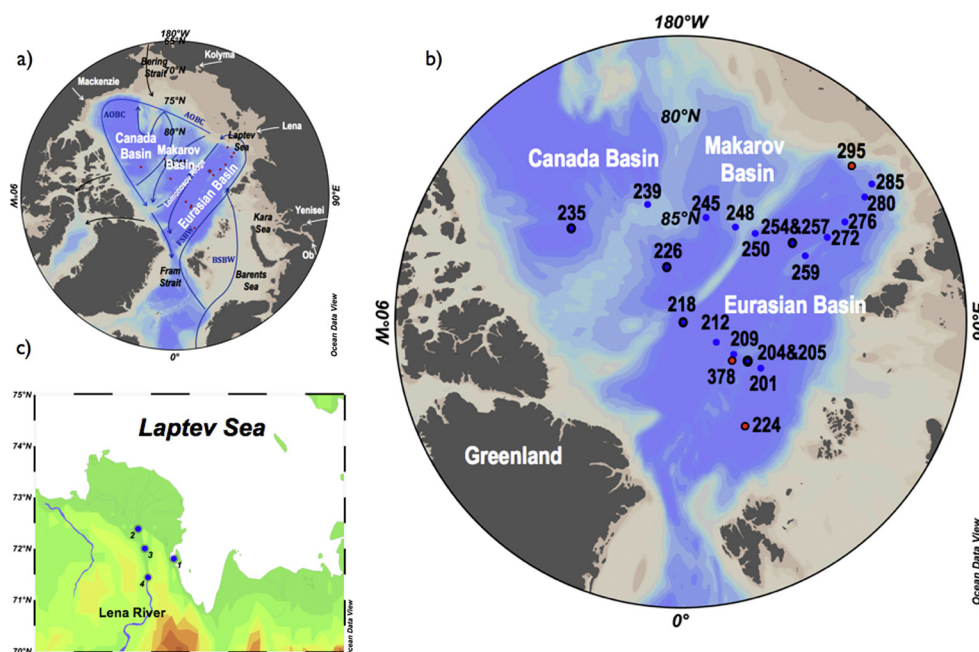 a)
180°W
65°N
Bering
Strait
70°N
Kolyma
Mackenzie
75°N
AOBC
AOBC
Lena
80°N
Laptev
Sea
Canada
Basin
Makarov
Basin
Lomonosov Ridge
Eurasian Basin
90°W
90°E
Kara
Sea
Yenisei
Ob
FSBW
BSBW
Fram
Strait
Barents
Sea
0°
Ocean Data View
b)
180°W
80°N
Canada Basin
Makarov
Basin
295
285
280
239
245
85°N
248
254&257
276
235
250
272
226
259
Eurasian Basin
218
212
209
204&205
378
201
224
Greenland
90°W
90°E
0°
Ocean Data View
c)
75°N
Laptev Sea
74°N
73°N
2
72°N
3
1
4
71°N
Lena River
70°N
Ocean Data View